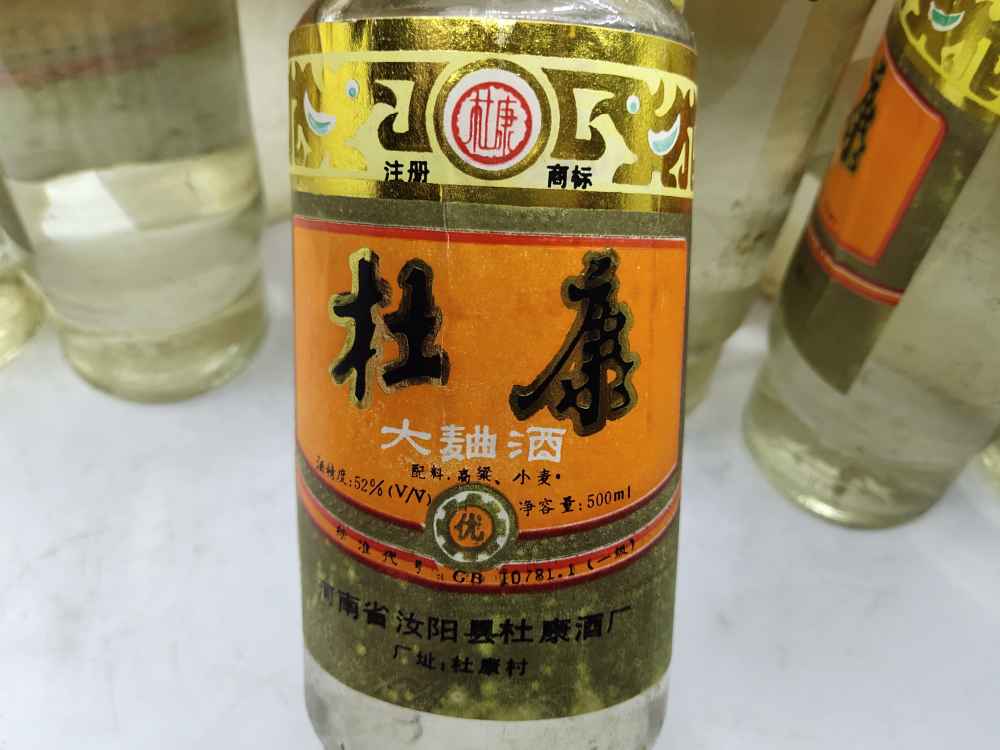 杜康
注册 商标
杜康
大麯酒
配料:高粱、小麦.
酒精度:52%(V/V) 净容量:500ml
优
标准代号:GB 10781.1(一级)
河南省汝阳县杜康酒厂
厂址:杜康村
康